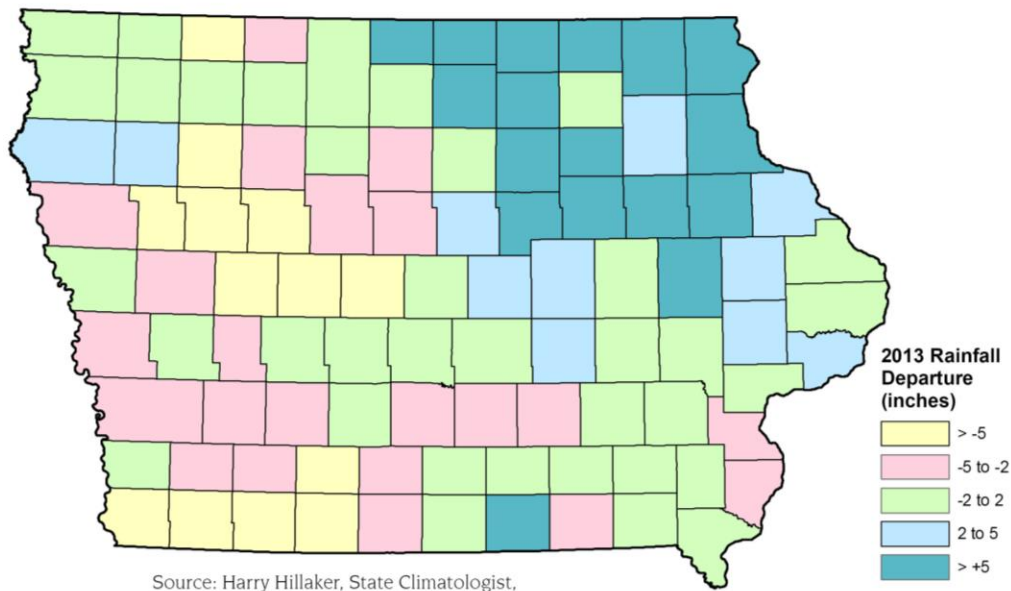 2013 Rainfall
Departure
(inches)
> -5
-5 to -2
-2 to 2
2 to 5
> +5
Source: Harry Hillaker, State Climatologist,